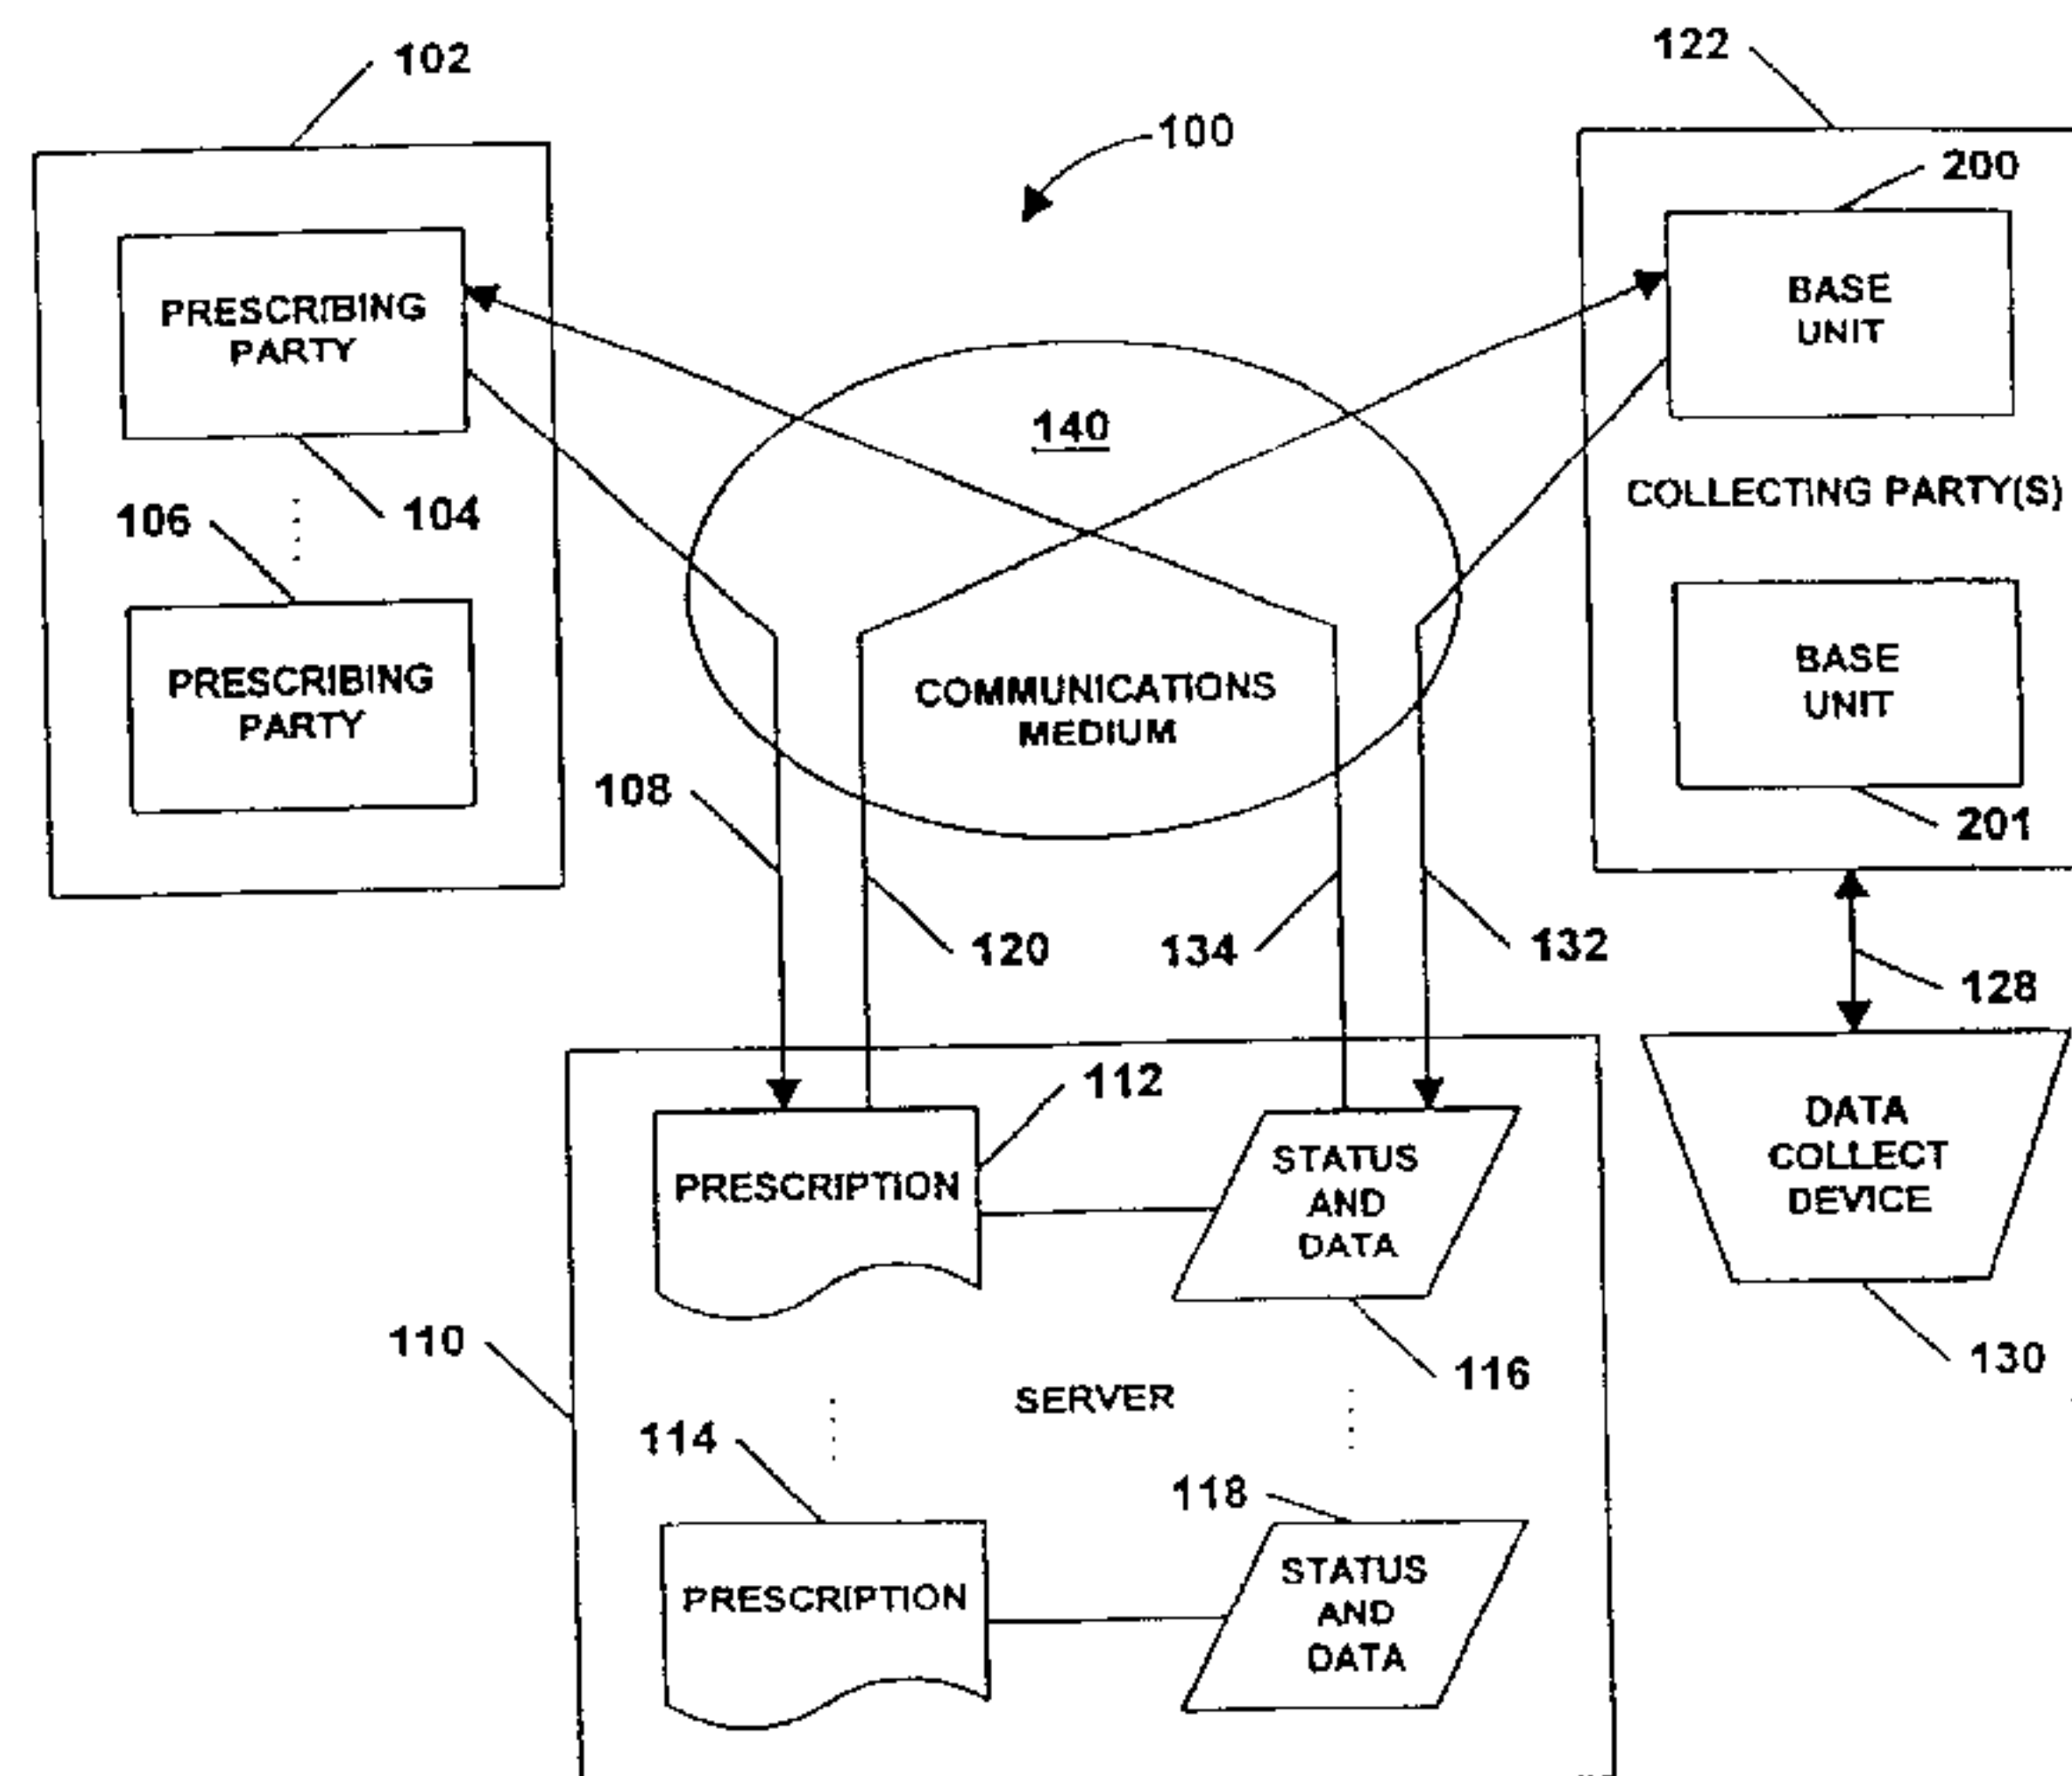 102
122
100
200
PRESCRIBING
PARTY
BASE
UNIT
140
COLLECTING PARTY(S)
106
104
PRESCRIBING
PARTY
COMMUNICATIONS
MEDIUM
BASE
UNIT
108
201
120
134
132
128
112
PRESCRIPTION
STATUS
AND
DATA
DATA
COLLECT
DEVICE
110
116
130
SERVER
114
118
PRESCRIPTION
STATUS
AND
DATA